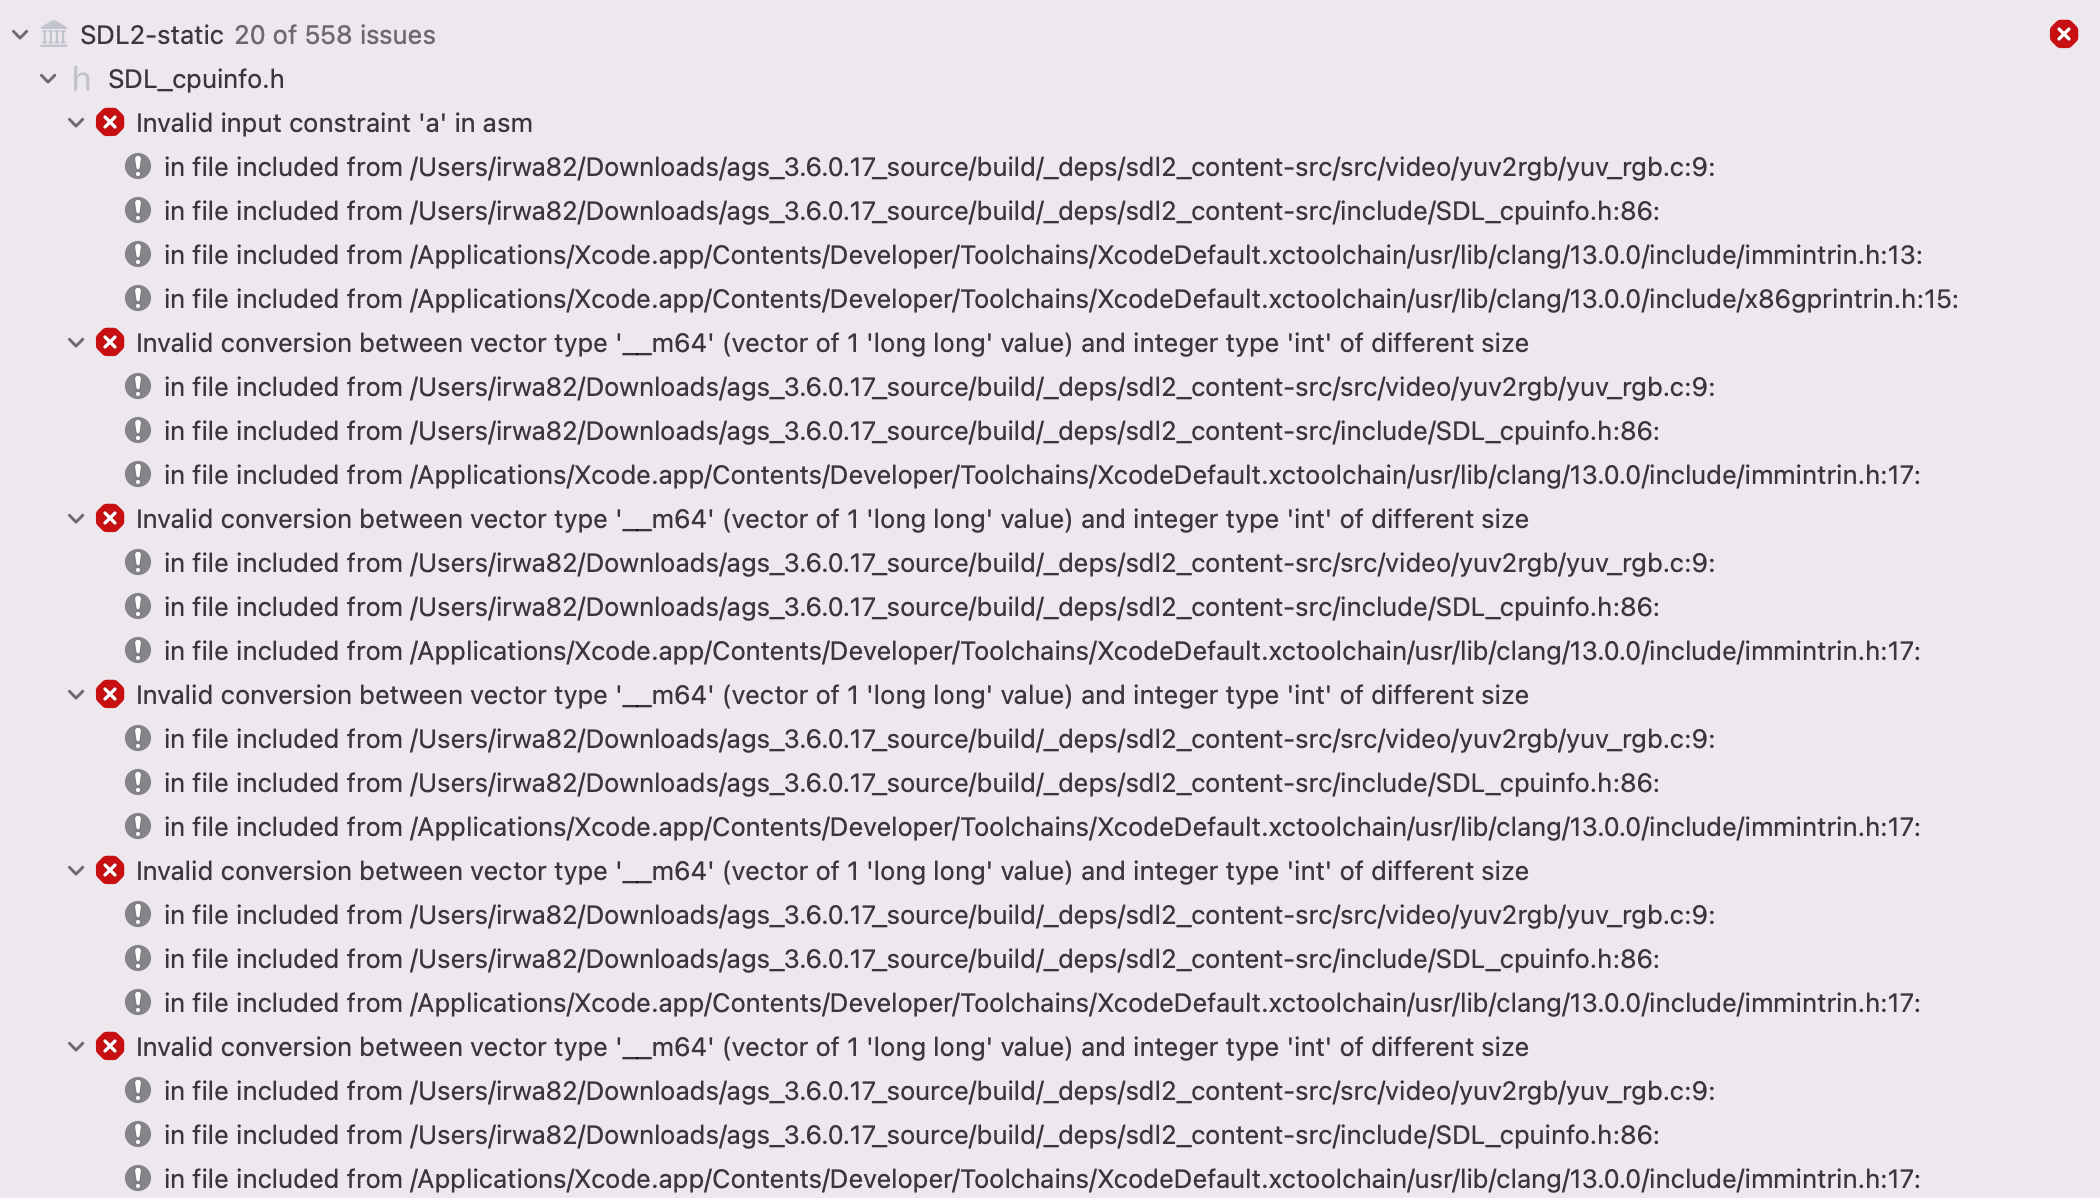 SDL2-static 20 of 558 issues
h SDL_cpuinfo.h
Invalid input constraint 'a' in asm
in file included from /Users/irwa82/Downloads/ags_3.6.0.17_source/build/_deps/sdl2_content-src/src/video/yuv2rgb/yuv_rgb.c:9:
in file included from /Users/irwa82/Downloads/ags_3.6.0.17_source/build/_deps/sdl2_content-src/include/SDL_cpuinfo.h:86:
in file included from /Applications/Xcode.app/Contents/Developer/Toolchains/XcodeDefault.xctoolchain/usr/lib/clang/13.0.0/include/immintrin.h:13:
in file included from /Applications/Xcode.app/Contents/Developer/Toolchains/XcodeDefault.xctoolchain/usr/lib/clang/13.0.0/include/x86gprintrin.h:15:
Invalid conversion between vector type '__m64' (vector of 1 'long long' value) and integer type 'int' of different size
in file included from /Users/irwa82/Downloads/ags_3.6.0.17_source/build/_deps/sdl2_content-src/src/video/yuv2rgb/yuv_rgb.c:9:
in file included from /Users/irwa82/Downloads/ags_3.6.0.17_source/build/_deps/sdl2_content-src/include/SDL_cpuinfo.h:86:
in file included from /Applications/Xcode.app/Contents/Developer/Toolchains/XcodeDefault.xctoolchain/usr/lib/clang/13.0.0/include/immintrin.h:17:
Invalid conversion between vector type '__m64' (vector of 1 'long long' value) and integer type 'int' of different size
in file included from /Users/irwa82/Downloads/ags_3.6.0.17_source/build/_deps/sdl2_content-src/src/video/yuv2rgb/yuv_rgb.c:9:
in file included from /Users/irwa82/Downloads/ags_3.6.0.17_source/build/_deps/sdl2_content-src/include/SDL_cpuinfo.h:86:
in file included from /Applications/Xcode.app/Contents/Developer/Toolchains/XcodeDefault.xctoolchain/usr/lib/clang/13.0.0/include/immintrin.h:17:
Invalid conversion between vector type '__m64' (vector of 1 'long long' value) and integer type 'int' of different size
in file included from /Users/irwa82/Downloads/ags_3.6.0.17_source/build/_deps/sdl2_content-src/src/video/yuv2rgb/yuv_rgb.c:9:
in file included from /Users/irwa82/Downloads/ags_3.6.0.17_source/build/_deps/sdl2_content-src/include/SDL_cpuinfo.h:86:
in file included from /Applications/Xcode.app/Contents/Developer/Toolchains/XcodeDefault.xctoolchain/usr/lib/clang/13.0.0/include/immintrin.h:17:
Invalid conversion between vector type '__m64' (vector of 1 'long long' value) and integer type 'int' of different size
in file included from /Users/irwa82/Downloads/ags_3.6.0.17_source/build/_deps/sdl2_content-src/src/video/yuv2rgb/yuv_rgb.c:9:
in file included from /Users/irwa82/Downloads/ags_3.6.0.17_source/build/_deps/sdl2_content-src/include/SDL_cpuinfo.h:86:
in file included from /Applications/Xcode.app/Contents/Developer/Toolchains/XcodeDefault.xctoolchain/usr/lib/clang/13.0.0/include/immintrin.h:17:
Invalid conversion between vector type '__m64' (vector of 1 'long long' value) and integer type 'int' of different size
in file included from /Users/irwa82/Downloads/ags_3.6.0.17_source/build/_deps/sdl2_content-src/src/video/yuv2rgb/yuv_rgb.c:9:
in file included from /Users/irwa82/Downloads/ags_3.6.0.17_source/build/_deps/sdl2_content-src/include/SDL_cpuinfo.h:86:
in file included from /Applications/Xcode.app/Contents/Developer/Toolchains/XcodeDefault.xctoolchain/usr/lib/clang/13.0.0/include/immintrin.h:17: